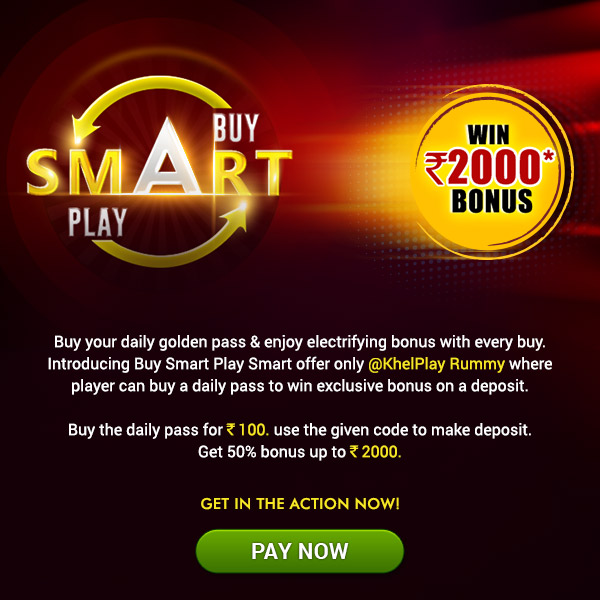 BUY
SMART
PLAY
WIN
₹2000*
BONUS
Buy your daily golden pass & enjoy electrifying bonus with every buy.
Introducing Buy Smart Play Smart offer only @KhelPlay Rummy where
player can buy a daily pass to win exclusive bonus on a deposit.
Buy the daily pass for ₹ 100. use the given code to make deposit.
Get 50% bonus up to ₹ 2000.
GET IN THE ACTION NOW!
PAY NOW